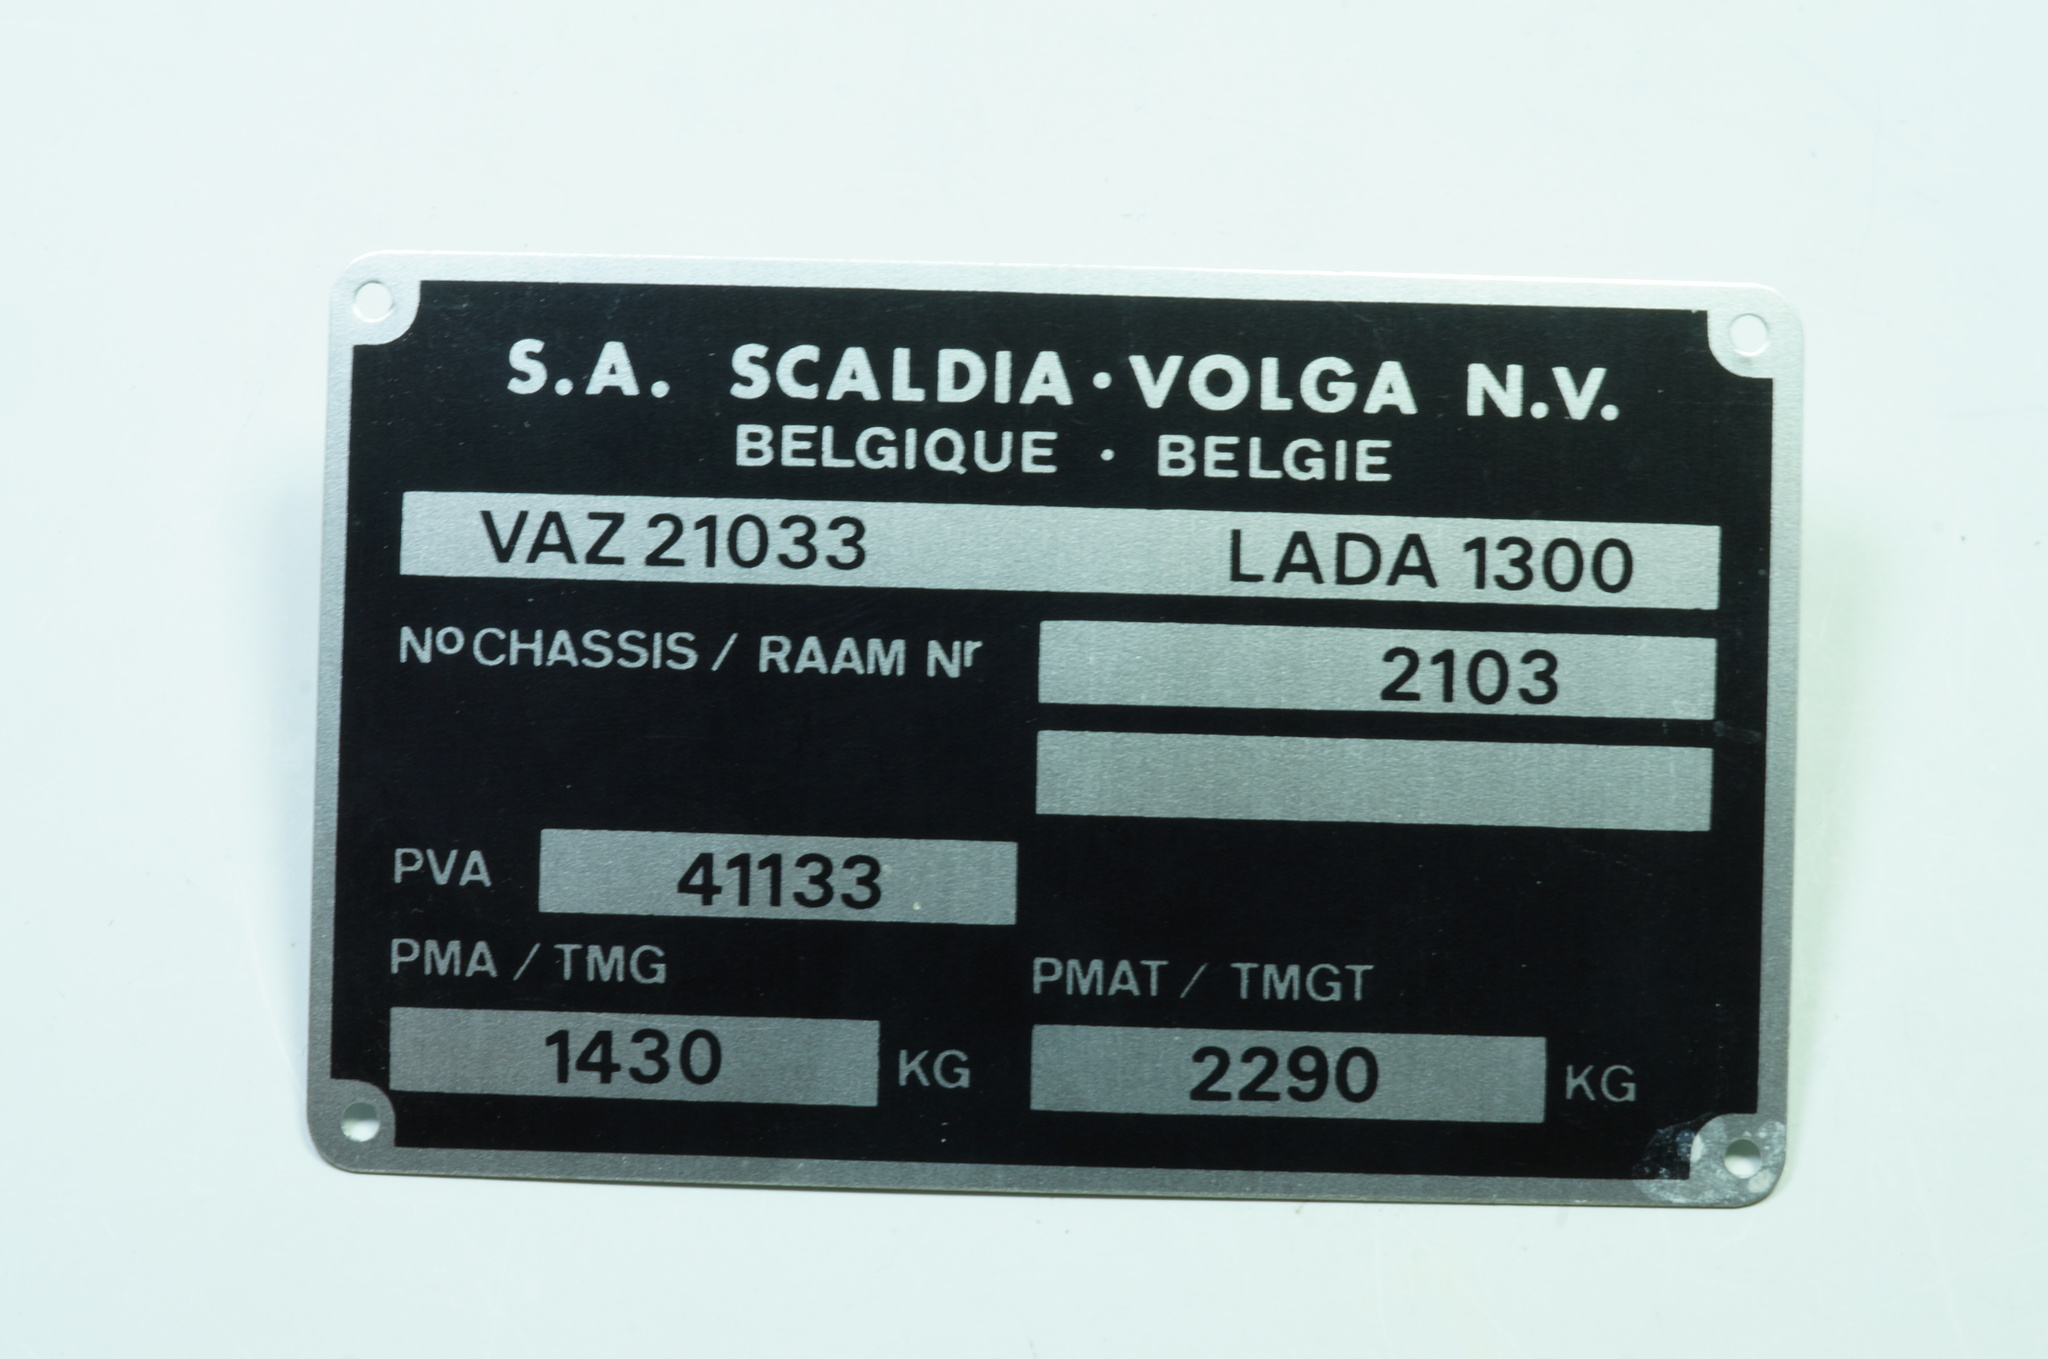 S.A. SCALDIA·VOLGA N.V.
BELGIQUE · BELGIE
VAZ 21033 LADA 1300
No CHASSIS / RAAM Nr 2103
PVA 41133
PMA / TMG PMAT / TMGT
1430 KG 2290 KG